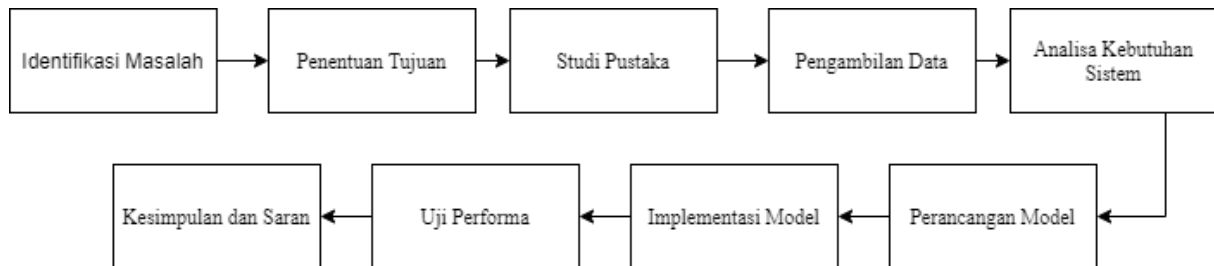 Identifikasi Masalah
Penentuan Tujuan
Studi Pustaka
Pengambilan Data
Analisa Kebutuhan
Sistem
Perancangan Model
Implementasi Model
Uji Performa
Kesimpulan dan Saran